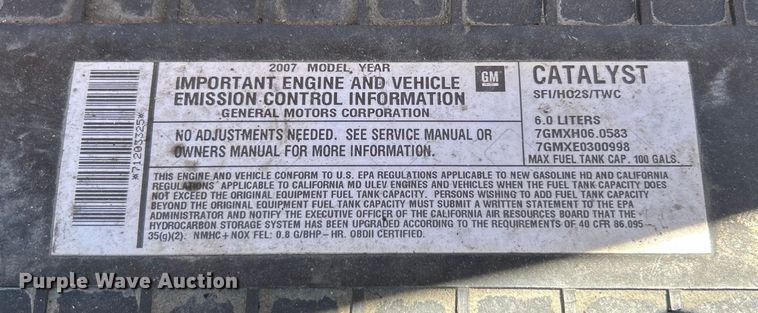 2007 MODEL YEAR
IMPORTANT ENGINE AND VEHICLE
EMISSION CONTROL INFORMATION
GENERAL MOTORS CORPORATION
GM
CATALYST
SFI/HO2S/TWC
NO ADJUSTMENTS NEEDED. SEE SERVICE MANUAL OR
OWNERS MANUAL FOR MORE INFORMATION.
6.0 LITERS
7GMXH06.0583
7GMXE0300998
MAX FUEL TANK CAP. 100 GALS.
*71203325*
THIS ENGINE AND VEHICLE CONFORM TO U.S. EPA REGULATIONS APPLICABLE TO NEW GASOLINE HD AND CALIFORNIA
REGULATIONS APPLICABLE TO CALIFORNIA MD ULEV ENGINES AND VEHICLES WHEN THE FUEL TANK CAPACITY DOES
NOT EXCEED THE ORIGINAL EQUIPMENT FUEL TANK CAPACITY. PERSONS WISHING TO ADD FUEL TANK CAPACITY
BEYOND THE ORIGINAL EQUIPMENT FUEL TANK CAPACITY MUST SUBMIT A WRITTEN STATEMENT TO THE EPA
ADMINISTRATOR AND NOTIFY THE EXECUTIVE OFFICER OF THE CALIFORNIA AIR RESOURCES BOARD THAT THE
HYDROCARBON STORAGE SYSTEM HAS BEEN UPGRADED ACCORDING TO THE REQUIREMENTS OF 40 CFR 86.095-
35(g)(2). NMHC+NOX FEL: 0.8 G/BHP-HR. OBDII CERTIFIED.
Purple Wave Auction